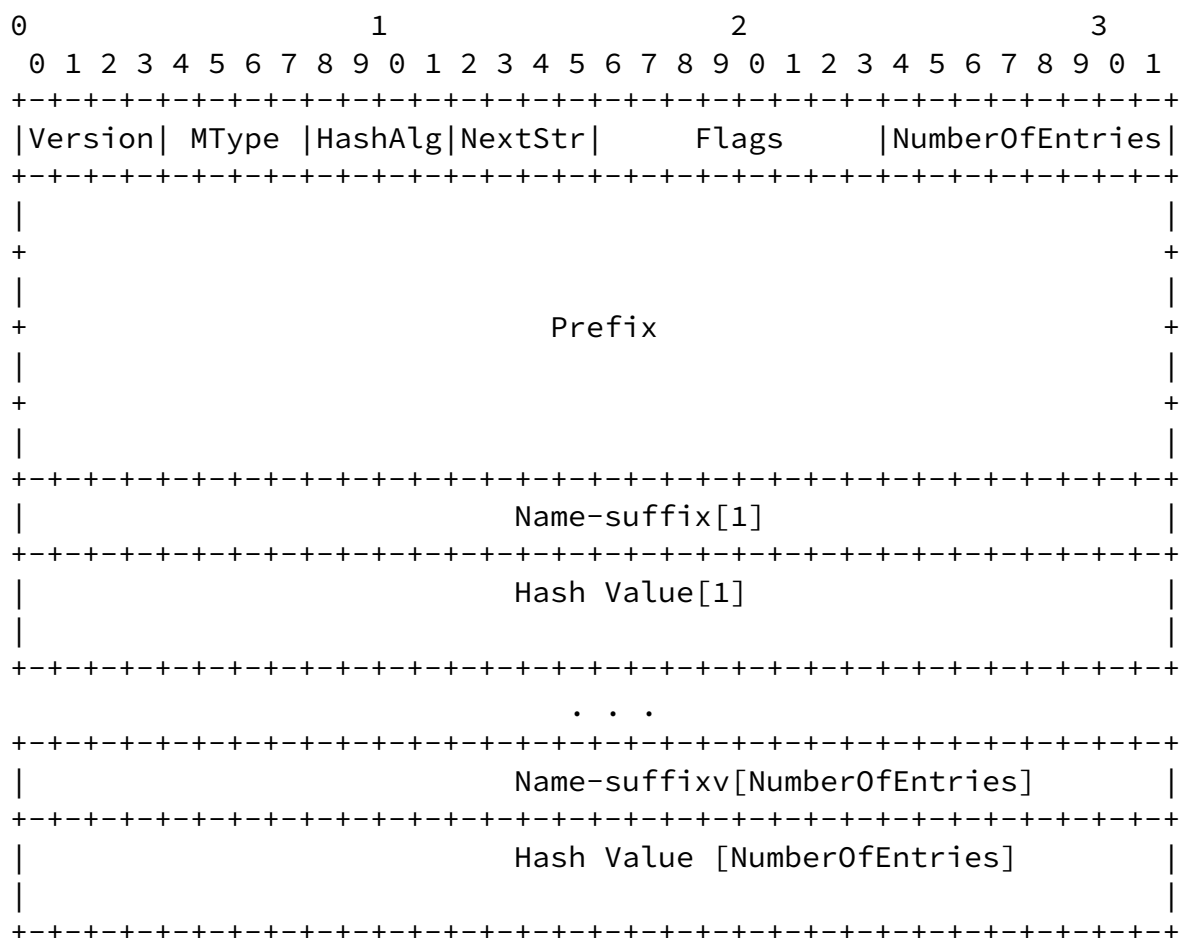 0                   1                   2                   3
 0 1 2 3 4 5 6 7 8 9 0 1 2 3 4 5 6 7 8 9 0 1 2 3 4 5 6 7 8 9 0 1
+-+-+-+-+-+-+-+-+-+-+-+-+-+-+-+-+-+-+-+-+-+-+-+-+-+-+-+-+-+-+-+-+
|Version| MType |HashAlg|NextStr|     Flags     |NumberOfEntries|
+-+-+-+-+-+-+-+-+-+-+-+-+-+-+-+-+-+-+-+-+-+-+-+-+-+-+-+-+-+-+-+-+
|                                                               |
+                                                               +
|                                                               |
+                             Prefix                            +
|                                                               |
+                                                               +
|                                                               |
+-+-+-+-+-+-+-+-+-+-+-+-+-+-+-+-+-+-+-+-+-+-+-+-+-+-+-+-+-+-+-+-+
|                           Name-suffix[1]                      |
+-+-+-+-+-+-+-+-+-+-+-+-+-+-+-+-+-+-+-+-+-+-+-+-+-+-+-+-+-+-+-+-+
|                           Hash Value[1]                       |
|                                                               |
+-+-+-+-+-+-+-+-+-+-+-+-+-+-+-+-+-+-+-+-+-+-+-+-+-+-+-+-+-+-+-+-+
                               . . .
+-+-+-+-+-+-+-+-+-+-+-+-+-+-+-+-+-+-+-+-+-+-+-+-+-+-+-+-+-+-+-+-+
|                           Name-suffixv[NumberOfEntries]       |
+-+-+-+-+-+-+-+-+-+-+-+-+-+-+-+-+-+-+-+-+-+-+-+-+-+-+-+-+-+-+-+-+
|                           Hash Value [NumberOfEntries]        |
|                                                               |
+-+-+-+-+-+-+-+-+-+-+-+-+-+-+-+-+-+-+-+-+-+-+-+-+-+-+-+-+-+-+-+-+